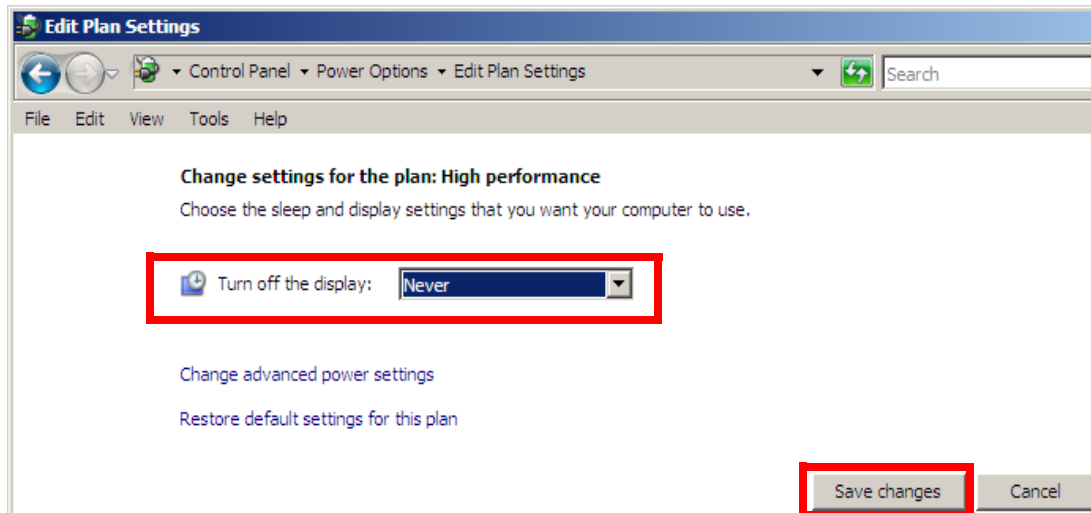 Edit Plan Settings
Control Panel Power Options Edit Plan Settings Search
File Edit View Tools Help
Change settings for the plan: High performance
Choose the sleep and display settings that you want your computer to use.
Turn off the display: Never
Change advanced power settings
Restore default settings for this plan
Save changes Cancel